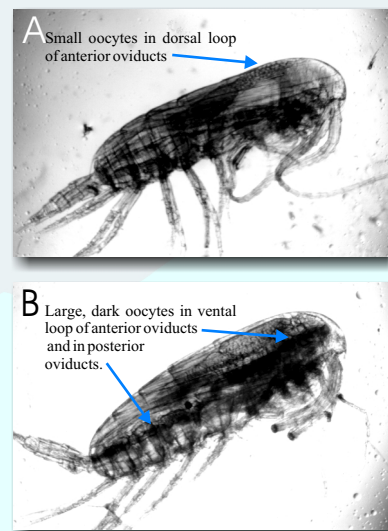 A
Small oocytes in dorsal loop
of anterior oviducts
B
Large, dark oocytes in vental
loop of anterior oviducts
and in posterior
oviducts.